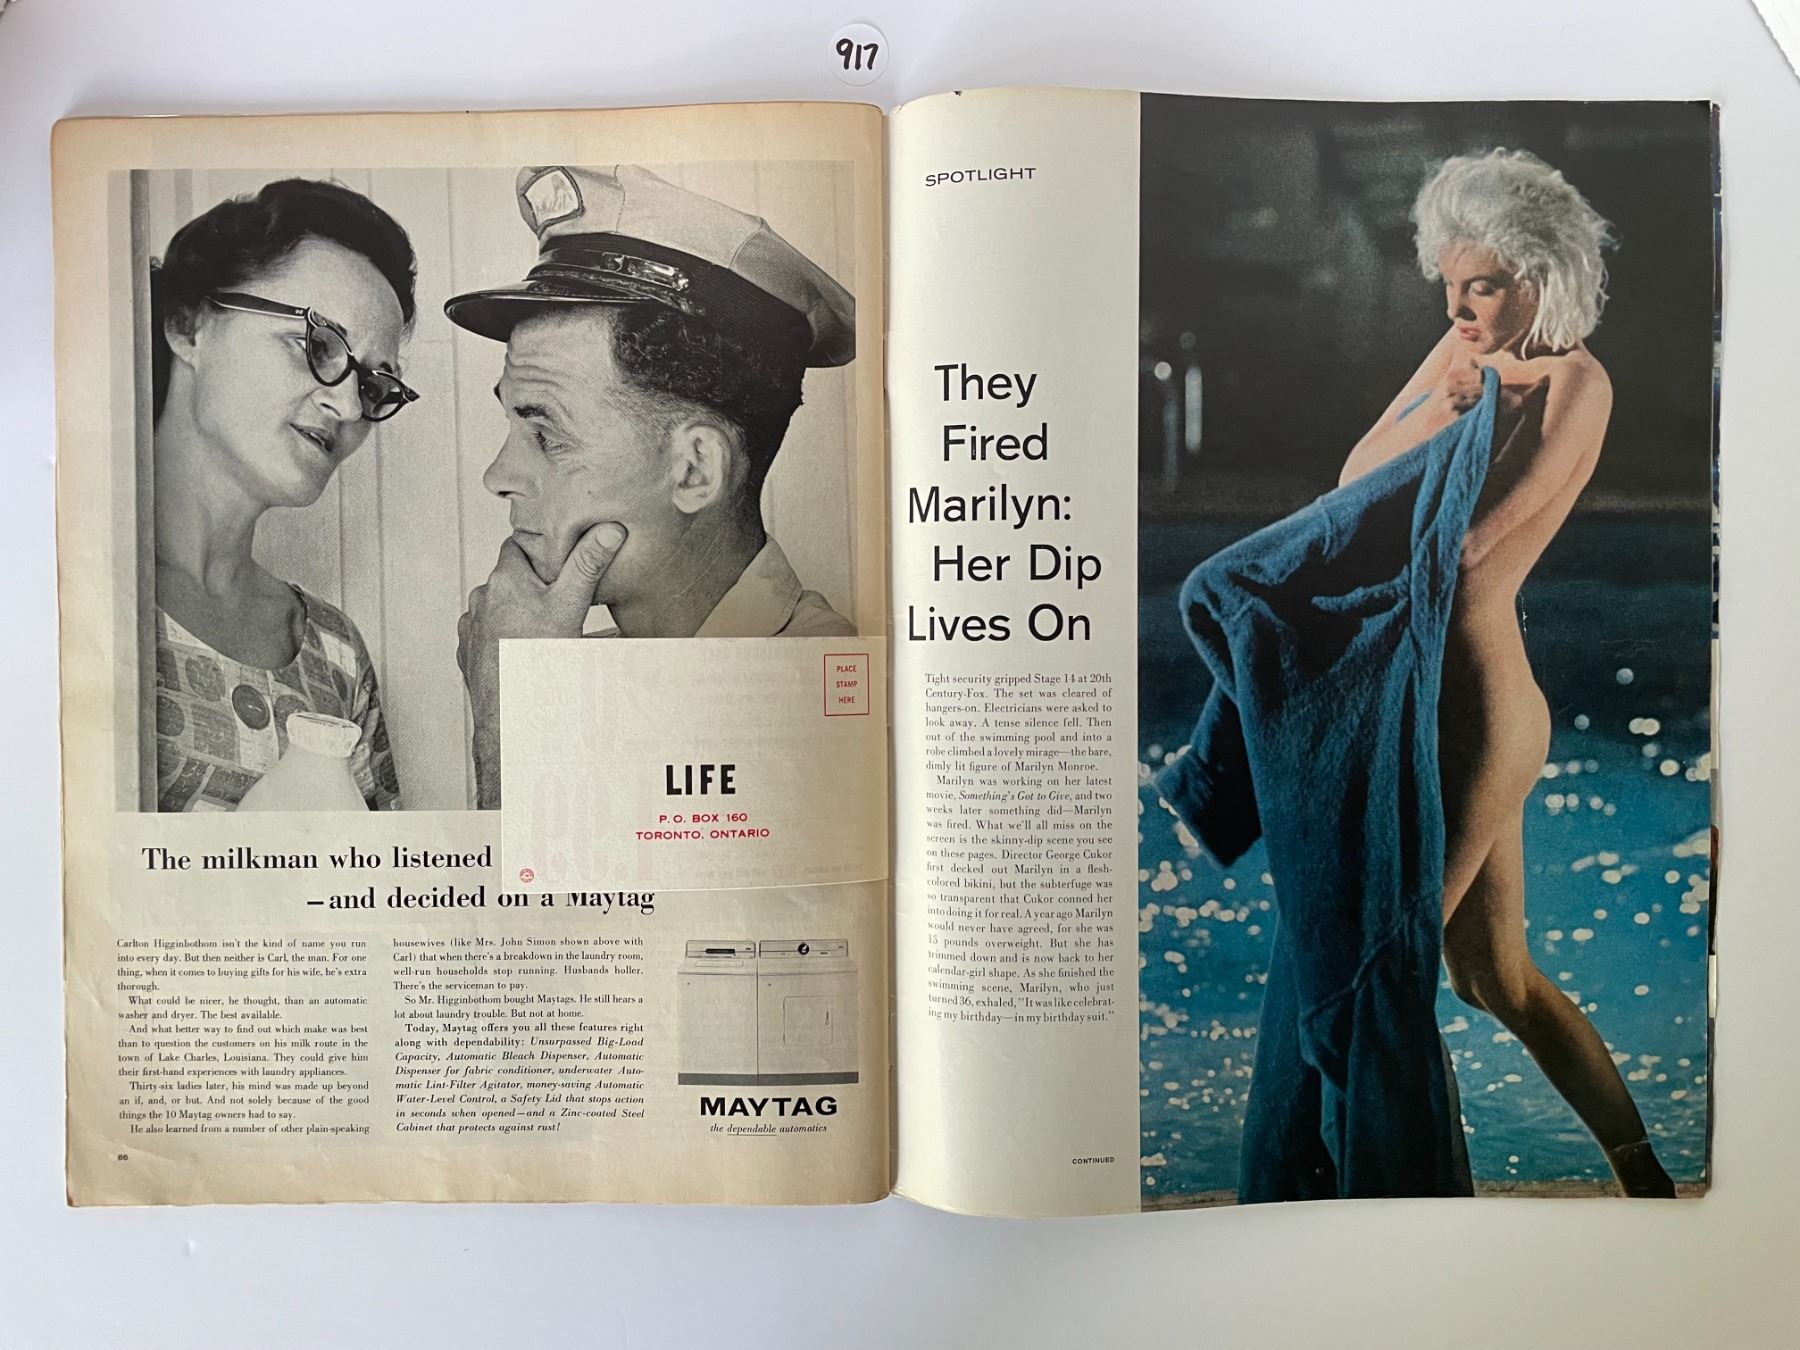 917
The milkman who listened
—and decided on a Maytag
Carlton Higginbothom isn't the kind of name you run
into every day. But then neither is Carl, the man. For one
thing, when it comes to buying gifts for his wife, he's extra
thorough.
What could be nicer, he thought, than an automatic
washer and dryer. The best available.
And what better way to find out which make was best
than to question the customers on his milk route in the
town of Lake Charles, Louisiana. They could give him
their first-hand experiences with laundry appliances.
Thirty-six ladies later, his mind was made up beyond
an if, and, or but. And not solely because of the good
things the 10 Maytag owners had to say.
He also learned from a number of other plain-speaking
housewives (like Mrs. John Simon shown above with
Carl) that when there's a breakdown in the laundry room,
well-run households stop running. Husbands holler.
There's the serviceman to pay.
So Mr. Higginbothom bought Maytags. He still hears a
lot about laundry trouble. But not at home.
Today, Maytag offers you all these features right
along with dependability: Unsurpassed Big-Load
Capacity, Automatic Bleach Dispenser, Automatic
Dispenser for fabric conditioner, underwater Auto-
matic Lint-Filter Agitator, money-saving Automatic
Water-Level Control, a Safety Lid that stops action
in seconds when opened—and a Zinc-coated Steel
Cabinet that protects against rust!
MAYTAG
the dependable automatics
86
PLACE
STAMP
HERE
LIFE
P. O. BOX 160
TORONTO, ONTARIO
SPOTLIGHT
They
Fired
Marilyn:
Her Dip
Lives On
Tight security gripped Stage 14 at 20th
Century-Fox. The set was cleared of
hangers-on. Electricians were asked to
look away. A tense silence fell. Then
out of the swimming pool and into a
robe climbed a lovely mirage—the bare,
dimly lit figure of Marilyn Monroe.
Marilyn was working on her latest
movie, Something's Got to Give, and two
weeks later something did—Marilyn
was fired. What we'll all miss on the
screen is the skinny-dip scene you see
on these pages. Director George Cukor
first decked out Marilyn in a flesh-
colored bikini, but the subterfuge was
so transparent that Cukor conned her
into doing it for real. A year ago Marilyn
would never have agreed, for she was
15 pounds overweight. But she has
trimmed down and is now back to her
calendar-girl shape. As she finished the
swimming scene, Marilyn, who just
turned 36, exhaled, "It was like celebrat-
ing my birthday—in my birthday suit."
CONTINUED